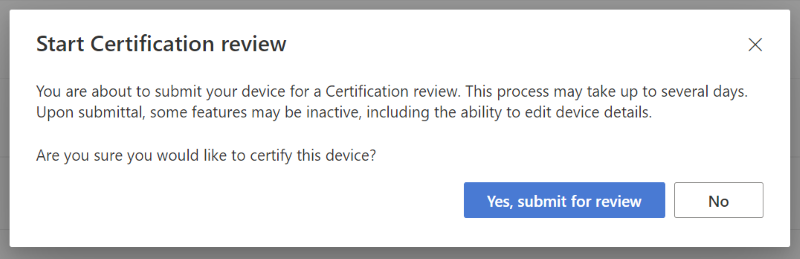 Start Certification review
You are about to submit your device for a Certification review. This process may take up to several days.
Upon submittal, some features may be inactive, including the ability to edit device details.
Are you sure you would like to certify this device?
Yes, submit for review
No